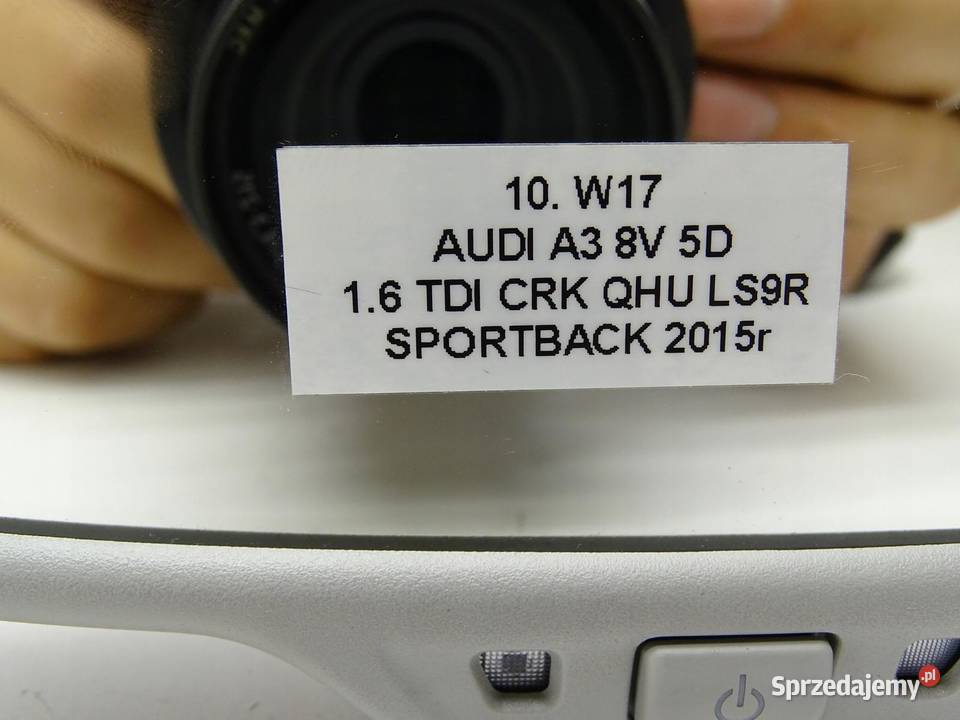 10. W17
AUDI A3 8V 5D
1.6 TDI CRK QHU LS9R
SPORTBACK 2015r
Sprzedajemy.pl